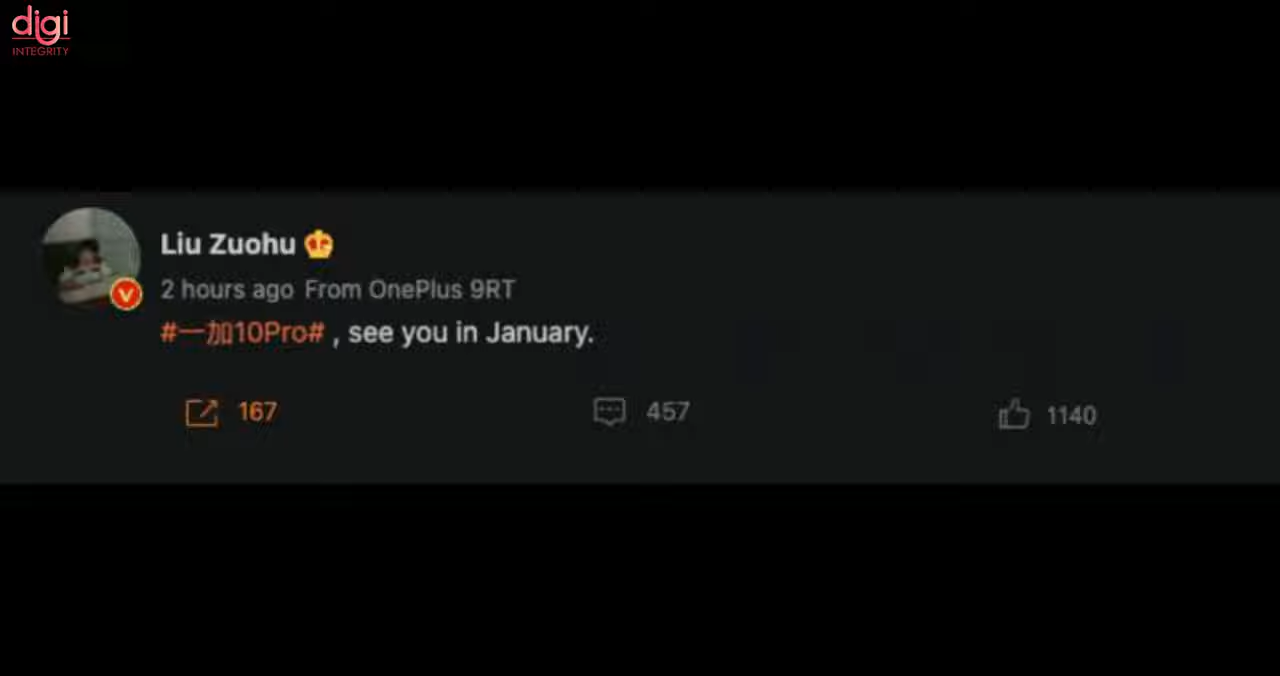 digi
INTEGRITY
Liu Zuohu
2 hours ago From OnePlus 9RT
#一加10Pro# , see you in January.
167
457
1140